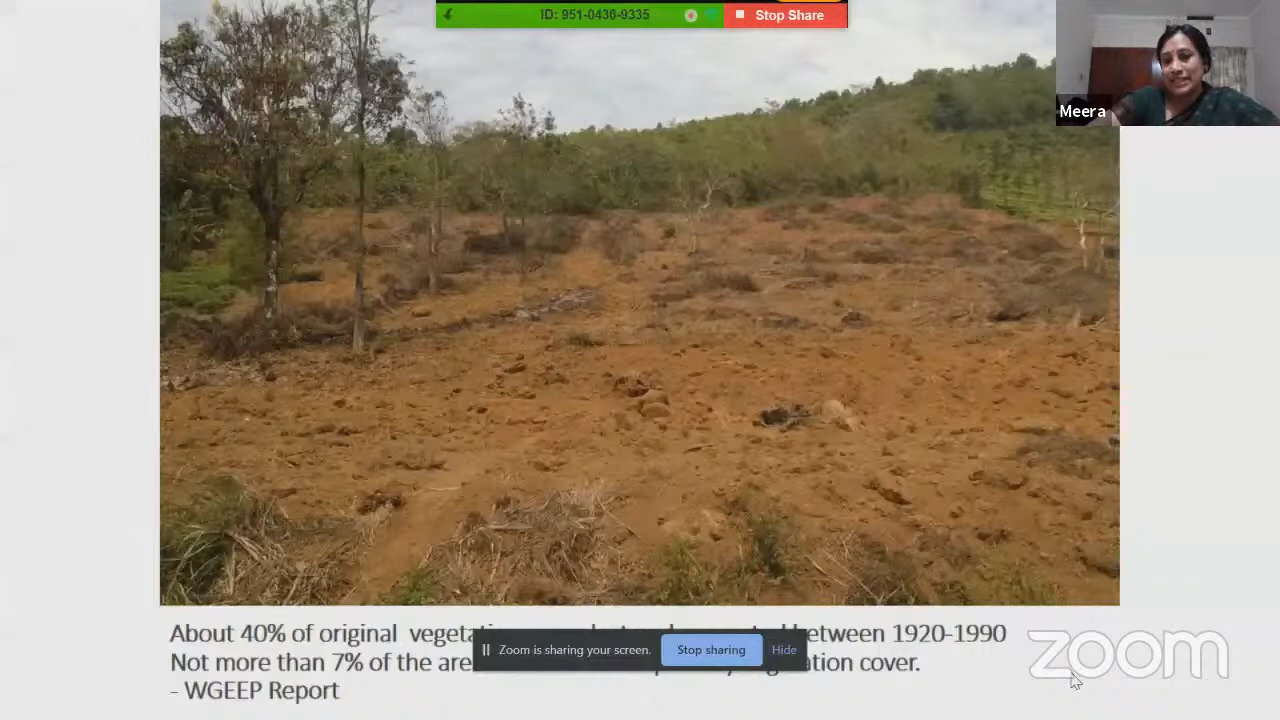 ID: 951-0436-9335
Stop Share
Meera
About 40% of original vegeta between 1920-1990
Zoom is sharing your screen. Stop sharing Hide
Not more than 7% of the are ation cover.
- WGEEP Report
zoom